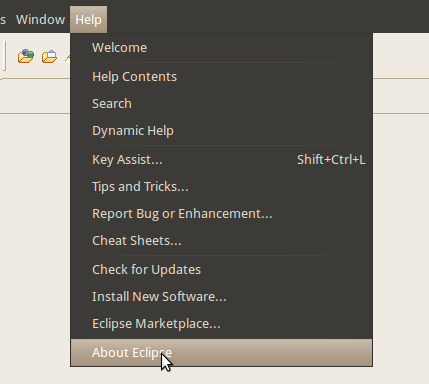 s Window Help
Welcome
Help Contents
Search
Dynamic Help
Key Assist... Shift+Ctrl+L
Tips and Tricks...
Report Bug or Enhancement...
Cheat Sheets...
Check for Updates
Install New Software...
Eclipse Marketplace...
About Eclipse